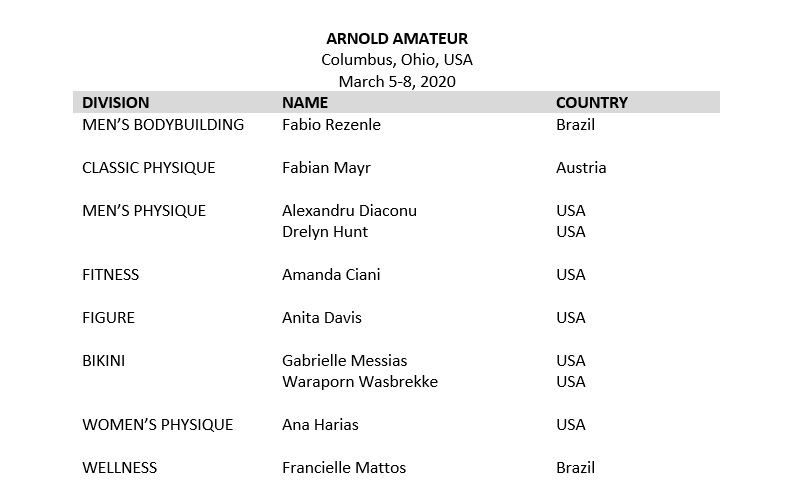 ARNOLD AMATEUR
Columbus, Ohio, USA
March 5-8, 2020
DIVISION NAME COUNTRY
MEN’S BODYBUILDING Fabio Rezenle Brazil
CLASSIC PHYSIQUE Fabian Mayr Austria
MEN’S PHYSIQUE Alexandru Diaconu USA
Drelyn Hunt USA
FITNESS Amanda Ciani USA
FIGURE Anita Davis USA
BIKINI Gabrielle Messias USA
Waraporn Wasbrekke USA
WOMEN’S PHYSIQUE Ana Harias USA
WELLNESS Francielle Mattos Brazil